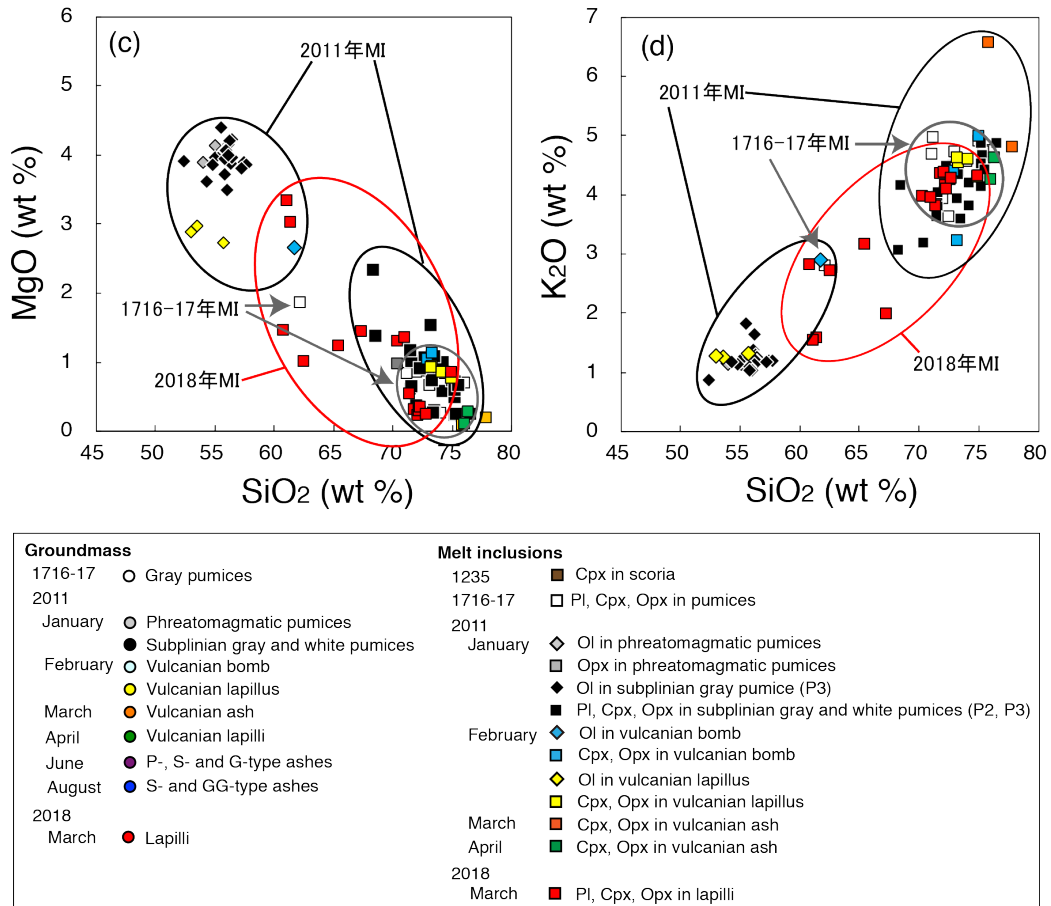 (c)
6
5
4
3
2
1
0
MgO (wt %)
2011年MI
1716-17年MI
2018年MI
45 50 55 60 65 70 75 80
SiO2 (wt %)
(d)
7
6
5
4
3
2
1
0
K2O (wt %)
2011年MI
1716-17年MI
2018年MI
45 50 55 60 65 70 75 80
SiO2 (wt %)
Groundmass
1716-17 Gray pumices
2011
January Phreatomagmatic pumices
Subplinian gray and white pumices
February Vulcanian bomb
Vulcanian lapillus
March Vulcanian ash
April Vulcanian lapilli
June P-, S- and G-type ashes
August S- and GG-type ashes
2018
March Lapilli
Melt inclusions
1235 Cpx in scoria
1716-17 Pl, Cpx, Opx in pumices
2011
January Ol in phreatomagmatic pumices
Opx in phreatomagmatic pumices
Ol in subplinian gray pumice (P3)
Pl, Cpx, Opx in subplinian gray and white pumices (P2, P3)
February Ol in vulcanian bomb
Cpx, Opx in vulcanian bomb
Ol in vulcanian lapillus
Cpx, Opx in vulcanian lapillus
March Cpx, Opx in vulcanian ash
April Cpx, Opx in vulcanian ash
2018
March Pl, Cpx, Opx in lapilli